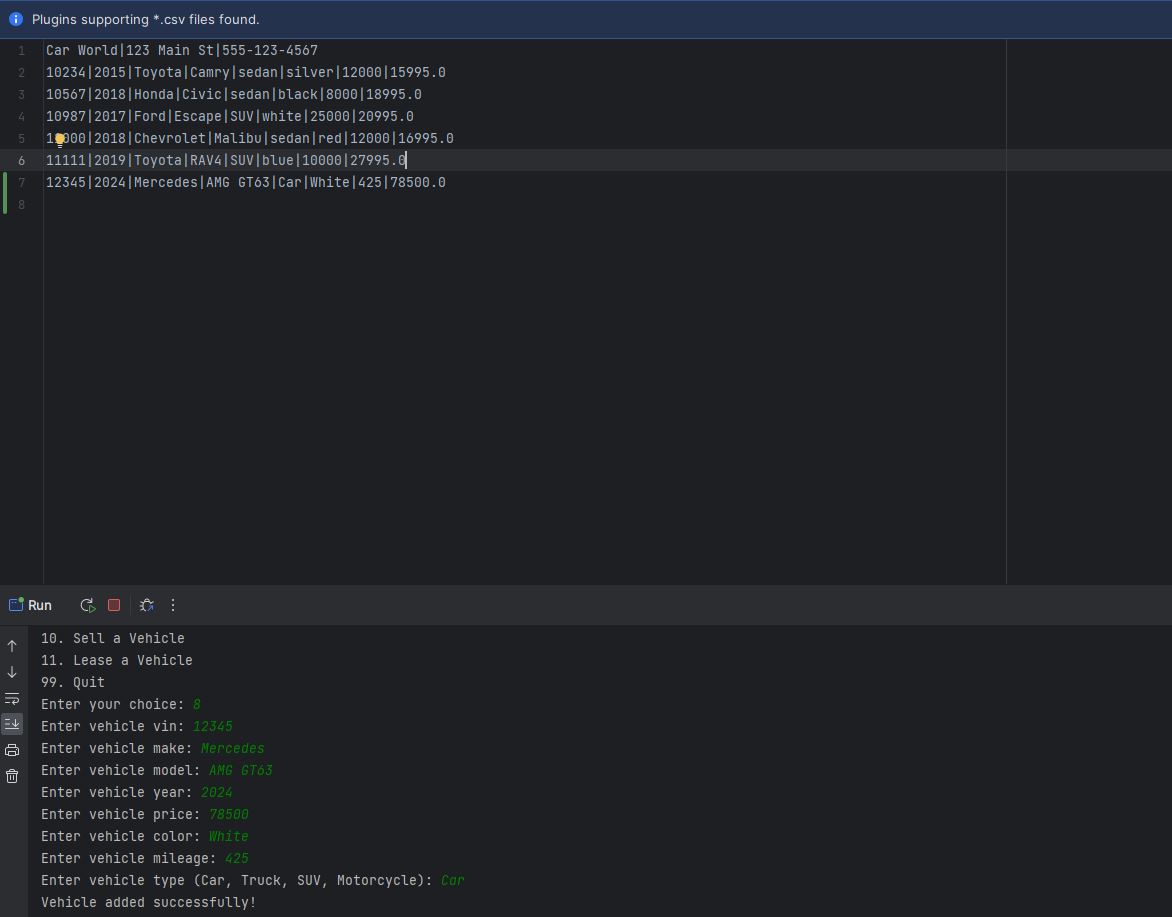 Plugins supporting *.csv files found.
1 Car World|123 Main St|555-123-4567
2 10234|2015|Toyota|Camry|sedan|silver|12000|15995.0
3 10567|2018|Honda|Civic|sedan|black|8000|18995.0
4 10987|2017|Ford|Escape|SUV|white|25000|20995.0
5 000|2018|Chevrolet|Malibu|sedan|red|12000|16995.0
6 11111|2019|Toyota|RAV4|SUV|blue|10000|27995.0
7 12345|2024|Mercedes|AMG GT63|Car|White|425|78500.0
8
Run
10. Sell a Vehicle
11. Lease a Vehicle
99. Quit
Enter your choice: 8
Enter vehicle vin: 12345
Enter vehicle make: Mercedes
Enter vehicle model: AMG GT63
Enter vehicle year: 2024
Enter vehicle price: 78500
Enter vehicle color: White
Enter vehicle mileage: 425
Enter vehicle type (Car, Truck, SUV, Motorcycle): Car
Vehicle added successfully!